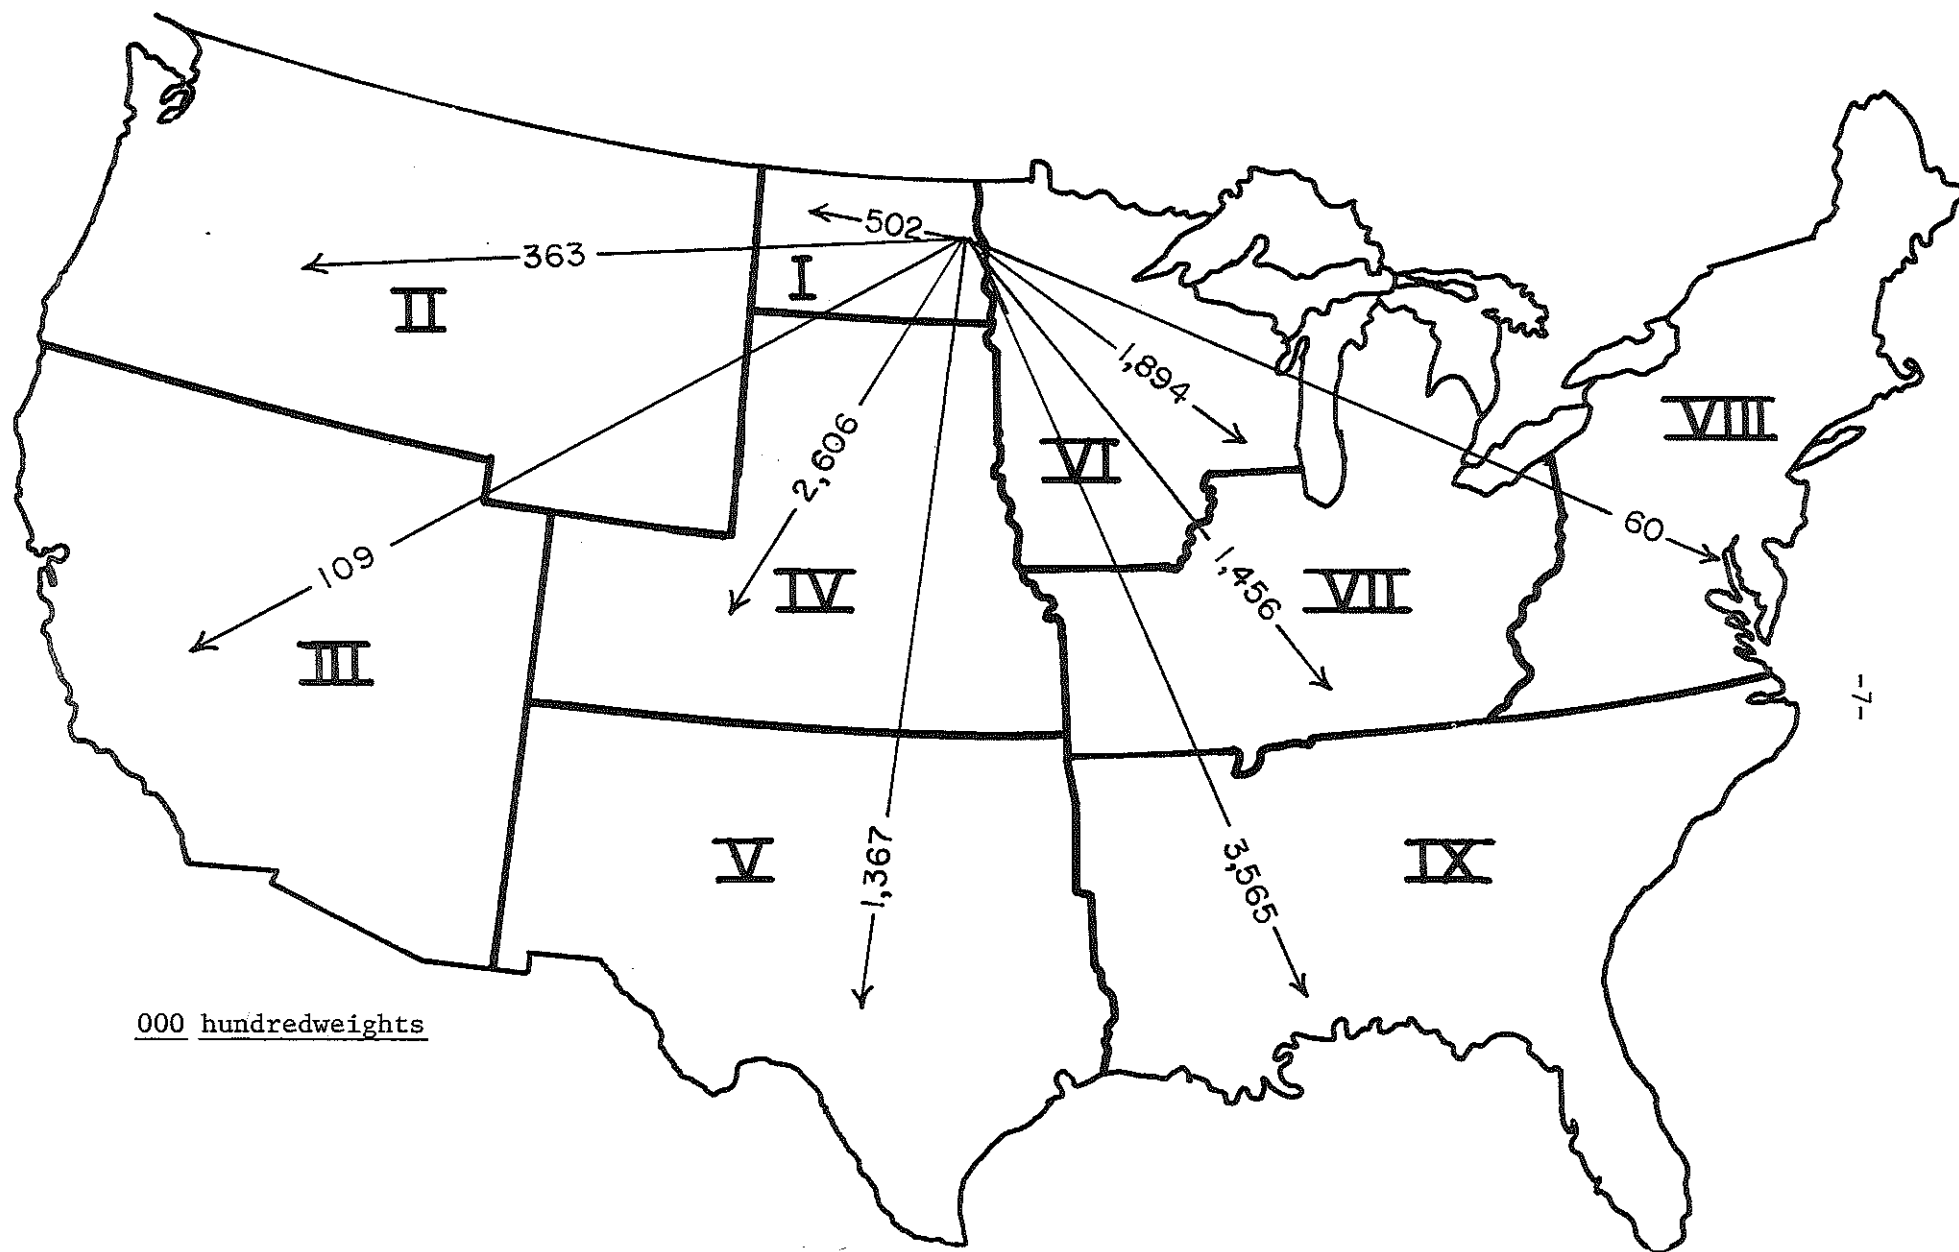 502
363
I
II
1,894
VIII
2,606
VI
60
109
1,456
IV
VII
III
-7-
1,367
V
3,565
IX
000 hundredweights